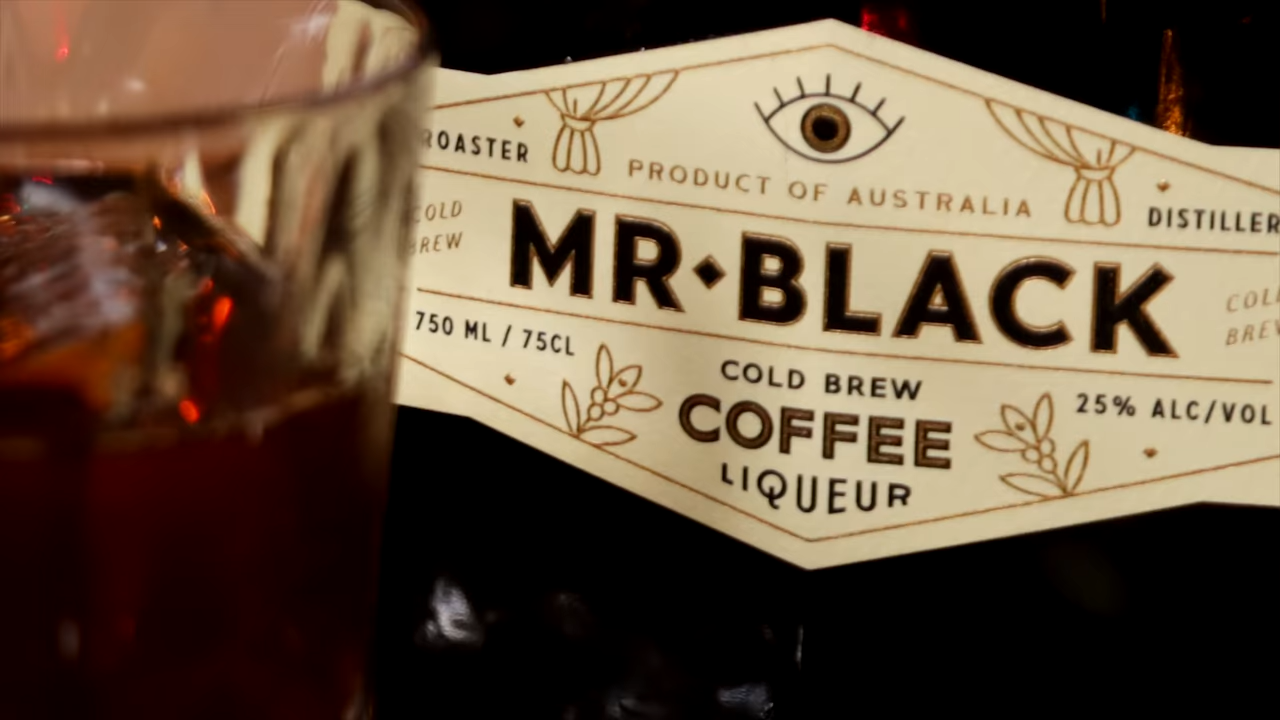 PRODUCT OF AUSTRALIA
ROASTER
DISTILLER
COLD
BREW
MR◆BLACK
COLD
BREW
750 ML / 75CL
COLD BREW
25% ALC/VOL
COFFEE
LIQUEUR